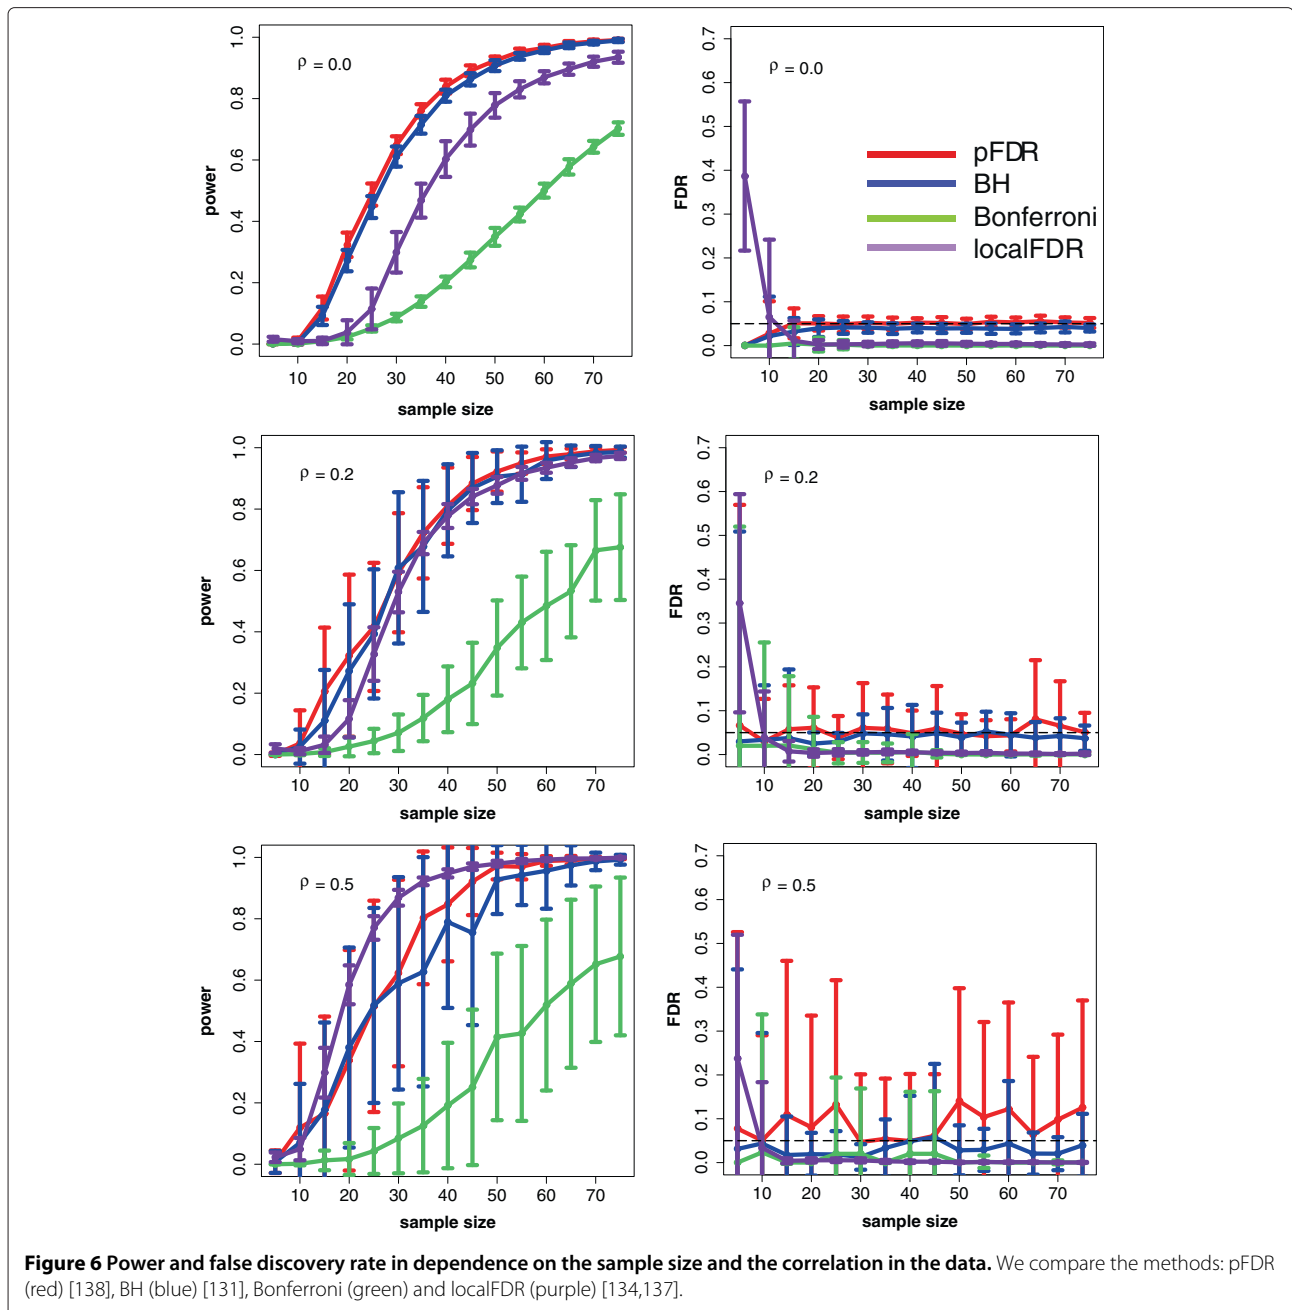 1.0
0.8
0.6
0.4
0.2
0.0
power
ρ = 0.0
10 20 30 40 50 60 70
sample size
0.7
0.6
0.5
0.4
0.3
0.2
0.1
0.0
FDR
ρ = 0.0
pFDR
BH
Bonferroni
localFDR
10 20 30 40 50 60 70
sample size
1.0
0.8
0.6
0.4
0.2
0.0
power
ρ = 0.2
10 20 30 40 50 60 70
sample size
0.7
0.6
0.5
0.4
0.3
0.2
0.1
0.0
FDR
ρ = 0.2
10 20 30 40 50 60 70
sample size
1.0
0.8
0.6
0.4
0.2
0.0
power
ρ = 0.5
10 20 30 40 50 60 70
sample size
0.7
0.6
0.5
0.4
0.3
0.2
0.1
0.0
FDR
ρ = 0.5
10 20 30 40 50 60 70
sample size
Figure 6 Power and false discovery rate in dependence on the sample size and the correlation in the data. We compare the methods: pFDR
(red) [138], BH (blue) [131], Bonferroni (green) and localFDR (purple) [134,137].